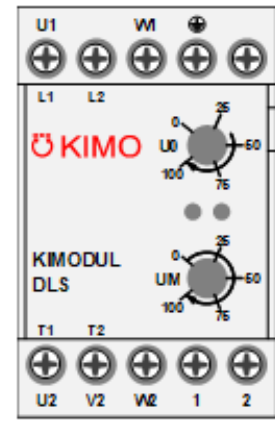 U1 W1
L1 L2
KIMO
U0 0 25 50 75 100
KIMODUL
DLS
UM 0 25 50 75 100
T1 T2
U2 V2 W2 1 2